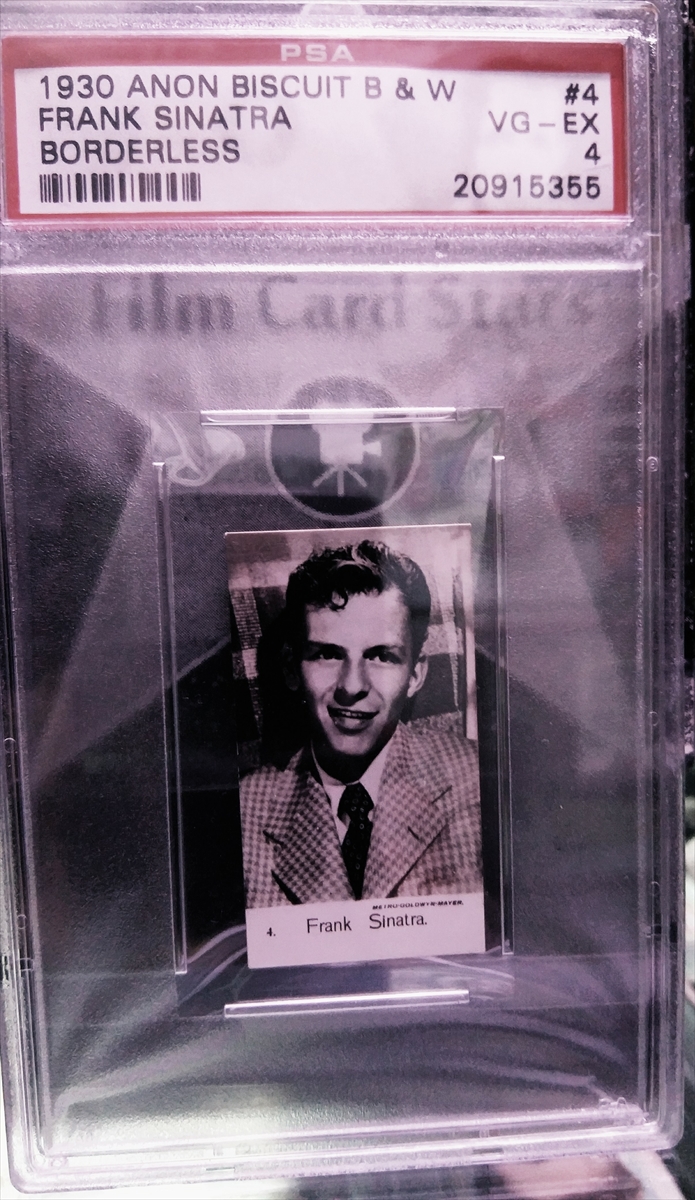 PSA
1930 ANON BISCUIT B & W #4
FRANK SINATRA VG-EX
BORDERLESS 4
20915355
Film Card Stars
METRO-GOLDWYN-MAYER.
4. Frank Sinatra.